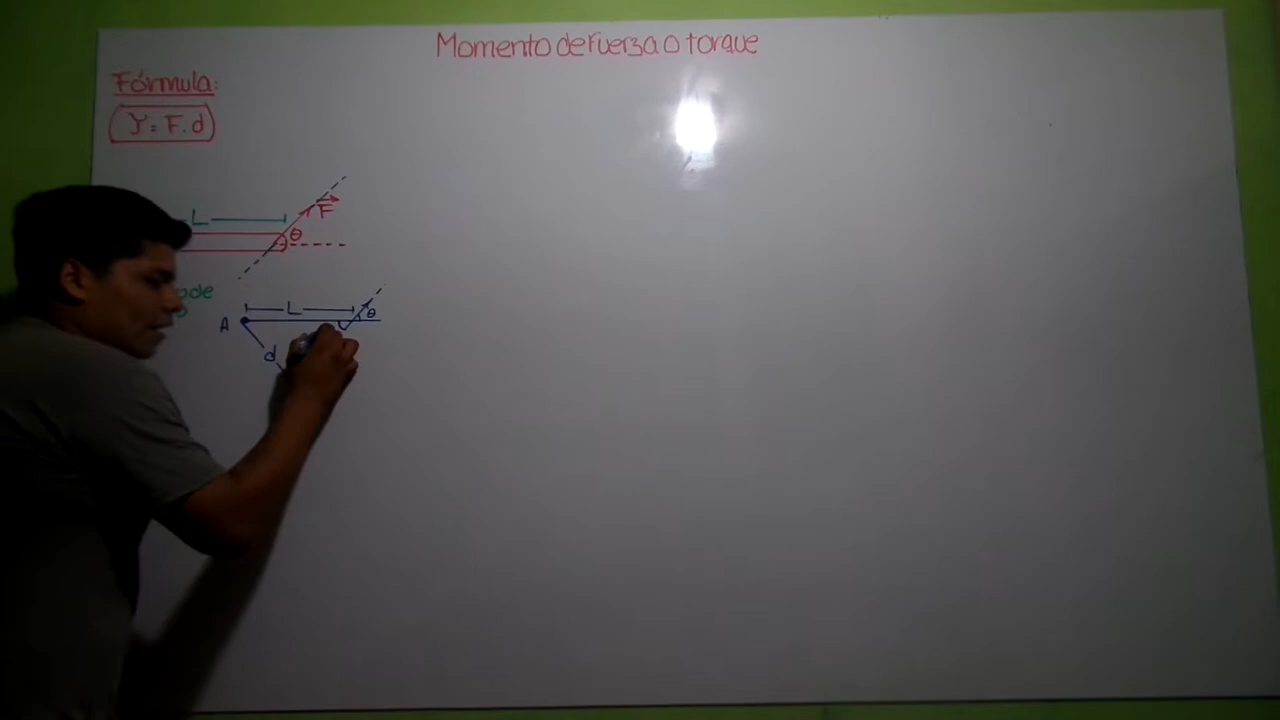 Momento de Fuerza o torque
Fórmula:
τ = F.d
L
F
θ
L
θ
A
d